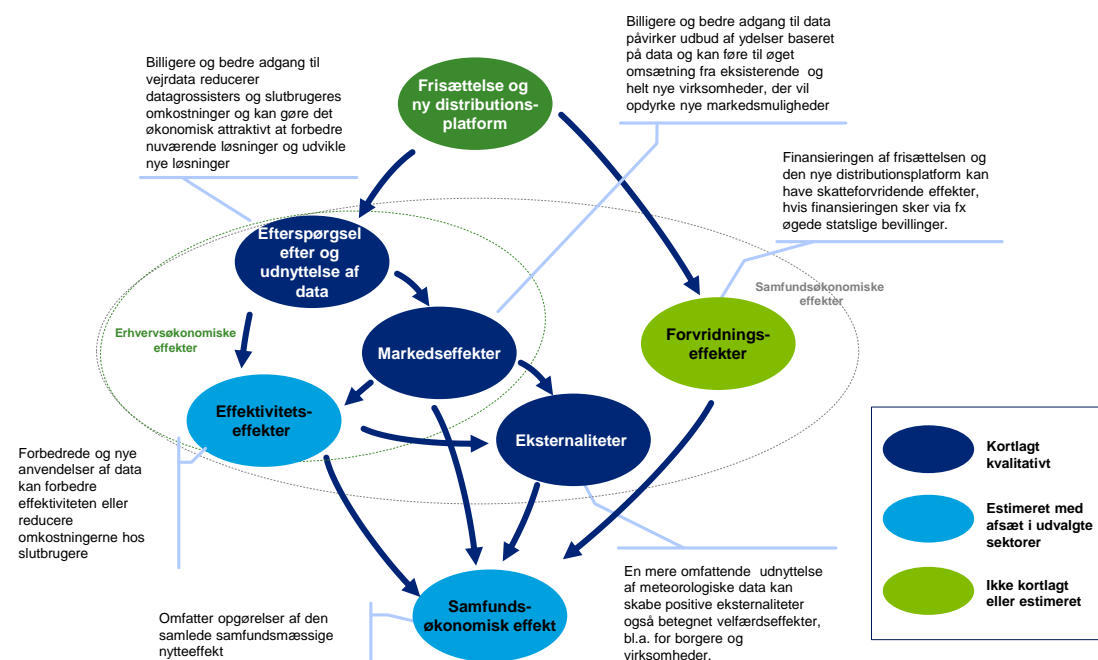 Billigere og bedre adgang til
vejrdata reducerer
datagrossisters og slutbrugeres
omkostninger og kan gøre det
økonomisk attraktivt at forbedre
nuværende løsninger og udvikle
nye løsninger
Frisættelse og
ny distributions-
platform
Billigere og bedre adgang til data
påvirker udbud af ydelser baseret
på data og kan føre til øget
omsætning fra eksisterende og
helt nye virksomheder, der vil
opdyrke nye markedsmuligheder
Finansieringen af frisættelsen og
den nye distributionsplatform kan
have skatteforvridende effekter,
hvis finansieringen sker via fx
øgede statslige bevillinger.
Efterspørgsel
efter og
udnyttelse af
data
Samfundsøkonomiske
effekter
Erhvervsøkonomiske
effekter
Markedseffekter
Forvridnings-
effekter
Effektivitets-
effekter
Eksternaliteter
Forbedrede og nye
anvendelser af data
kan forbedre
effektiviteten eller
reducere
omkostningerne hos
slutbrugere
Kortlagt
kvalitativt
Estimeret med
afsæt i udvalgte
sektorer
Ikke kortlagt
eller estimeret
En mere omfattende udnyttelse
af meteorologiske data kan
skabe positive eksternaliteter
også betegnet velfærdseffekter,
bl.a. for borgere og
virksomheder.
Samfunds-
økonomisk effekt
Omfatter opgørelser af den
samlede samfundsmæssige
nytteeffekt